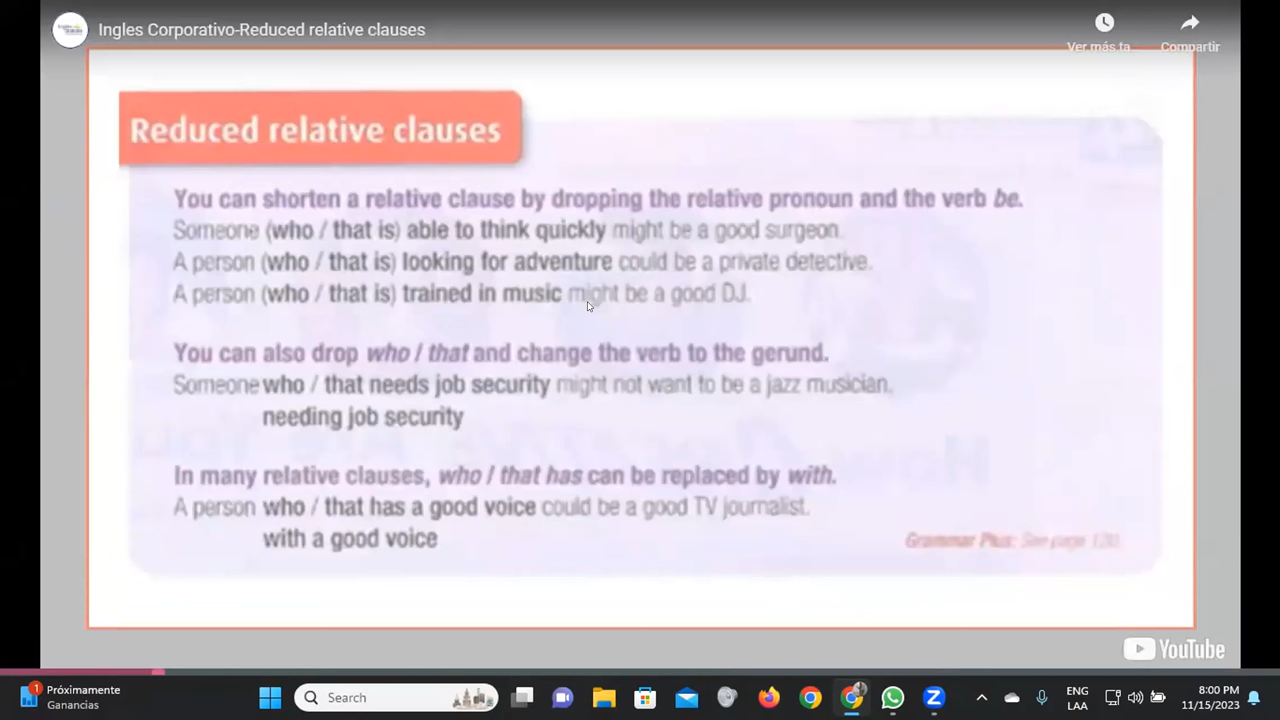 Ingles Corporativo-Reduced relative clauses
Ver más ta
Compartir
Reduced relative clauses
You can shorten a relative clause by dropping the relative pronoun and the verb be.
Someone (who / that is) able to think quickly might be a good surgeon.
A person (who / that is) looking for adventure could be a private detective.
A person (who / that is) trained in music might be a good DJ.
You can also drop who / that and change the verb to the gerund.
Someone who / that needs job security might not want to be a jazz musician.
needing job security
In many relative clauses, who / that has can be replaced by with.
A person who / that has a good voice could be a good TV journalist.
with a good voice
Grammar Plus: See page
YouTube
1
Próximamente
Ganancias
Search
ENG
LAA
8:00 PM
11/15/2023